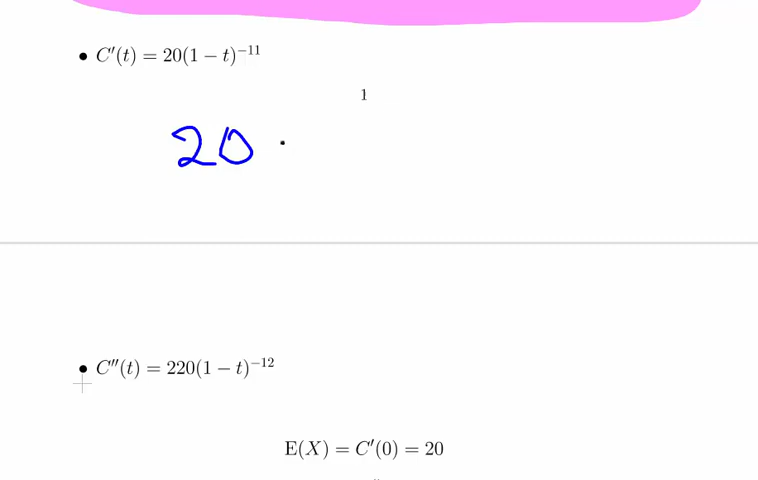 • C′(t) = 20(1 − t)⁻¹¹
1
20 ·
• C″(t) = 220(1 − t)⁻¹²
E(X) = C′(0) = 20